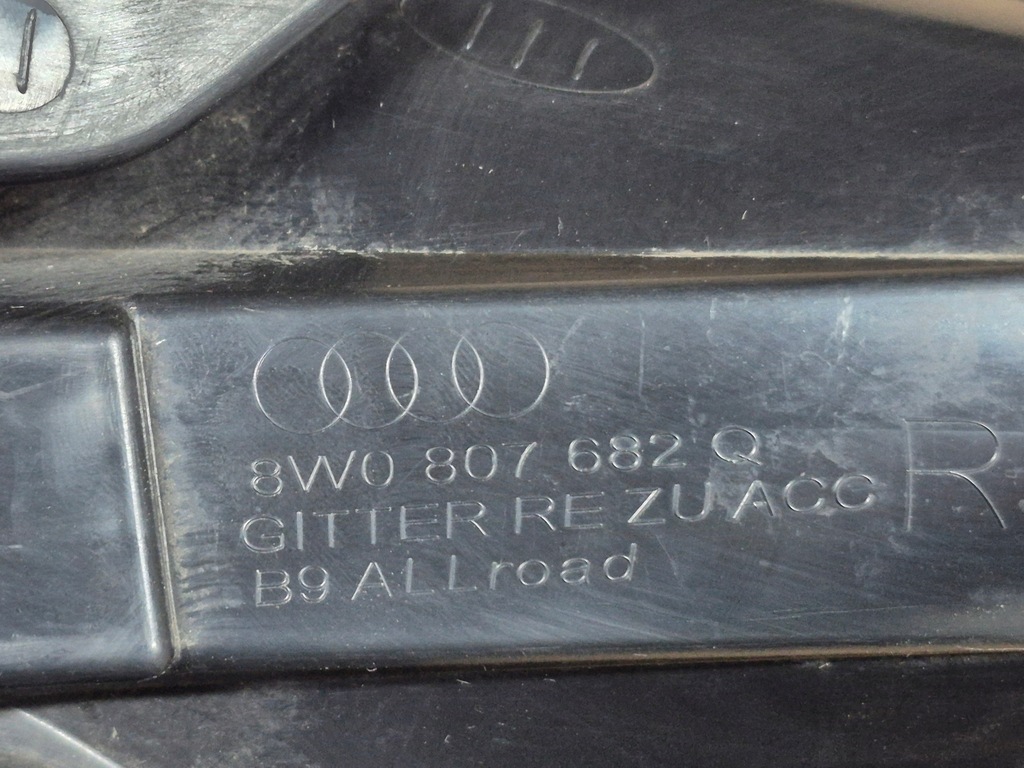 8W0 807 682 Q
GITTER RE ZU ACC
B9 ALLroad
R.